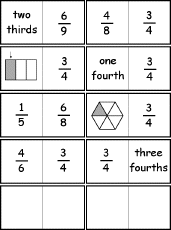 two thirds 6/9 4/8 3/4
3/4 one fourth 3/4
1/5 6/8 3/4
4/6 3/4 3/4 three fourths